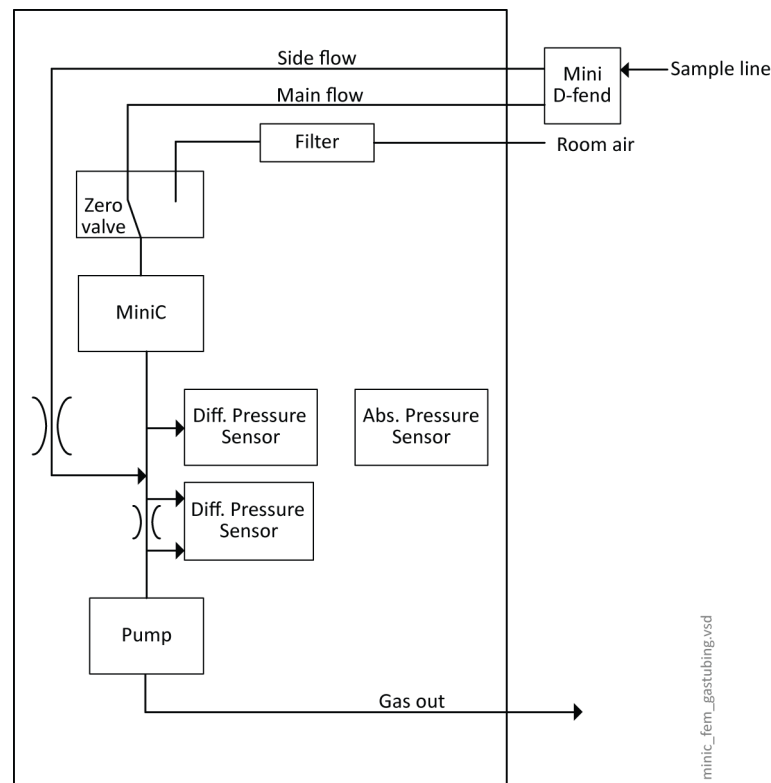 Side flow
Mini
D-fend
Sample line
Main flow
Filter
Room air
Zero
valve
MiniC
Diff. Pressure
Sensor
Abs. Pressure
Sensor
Diff. Pressure
Sensor
Pump
Gas out
minic_fem_gastubing.vsd